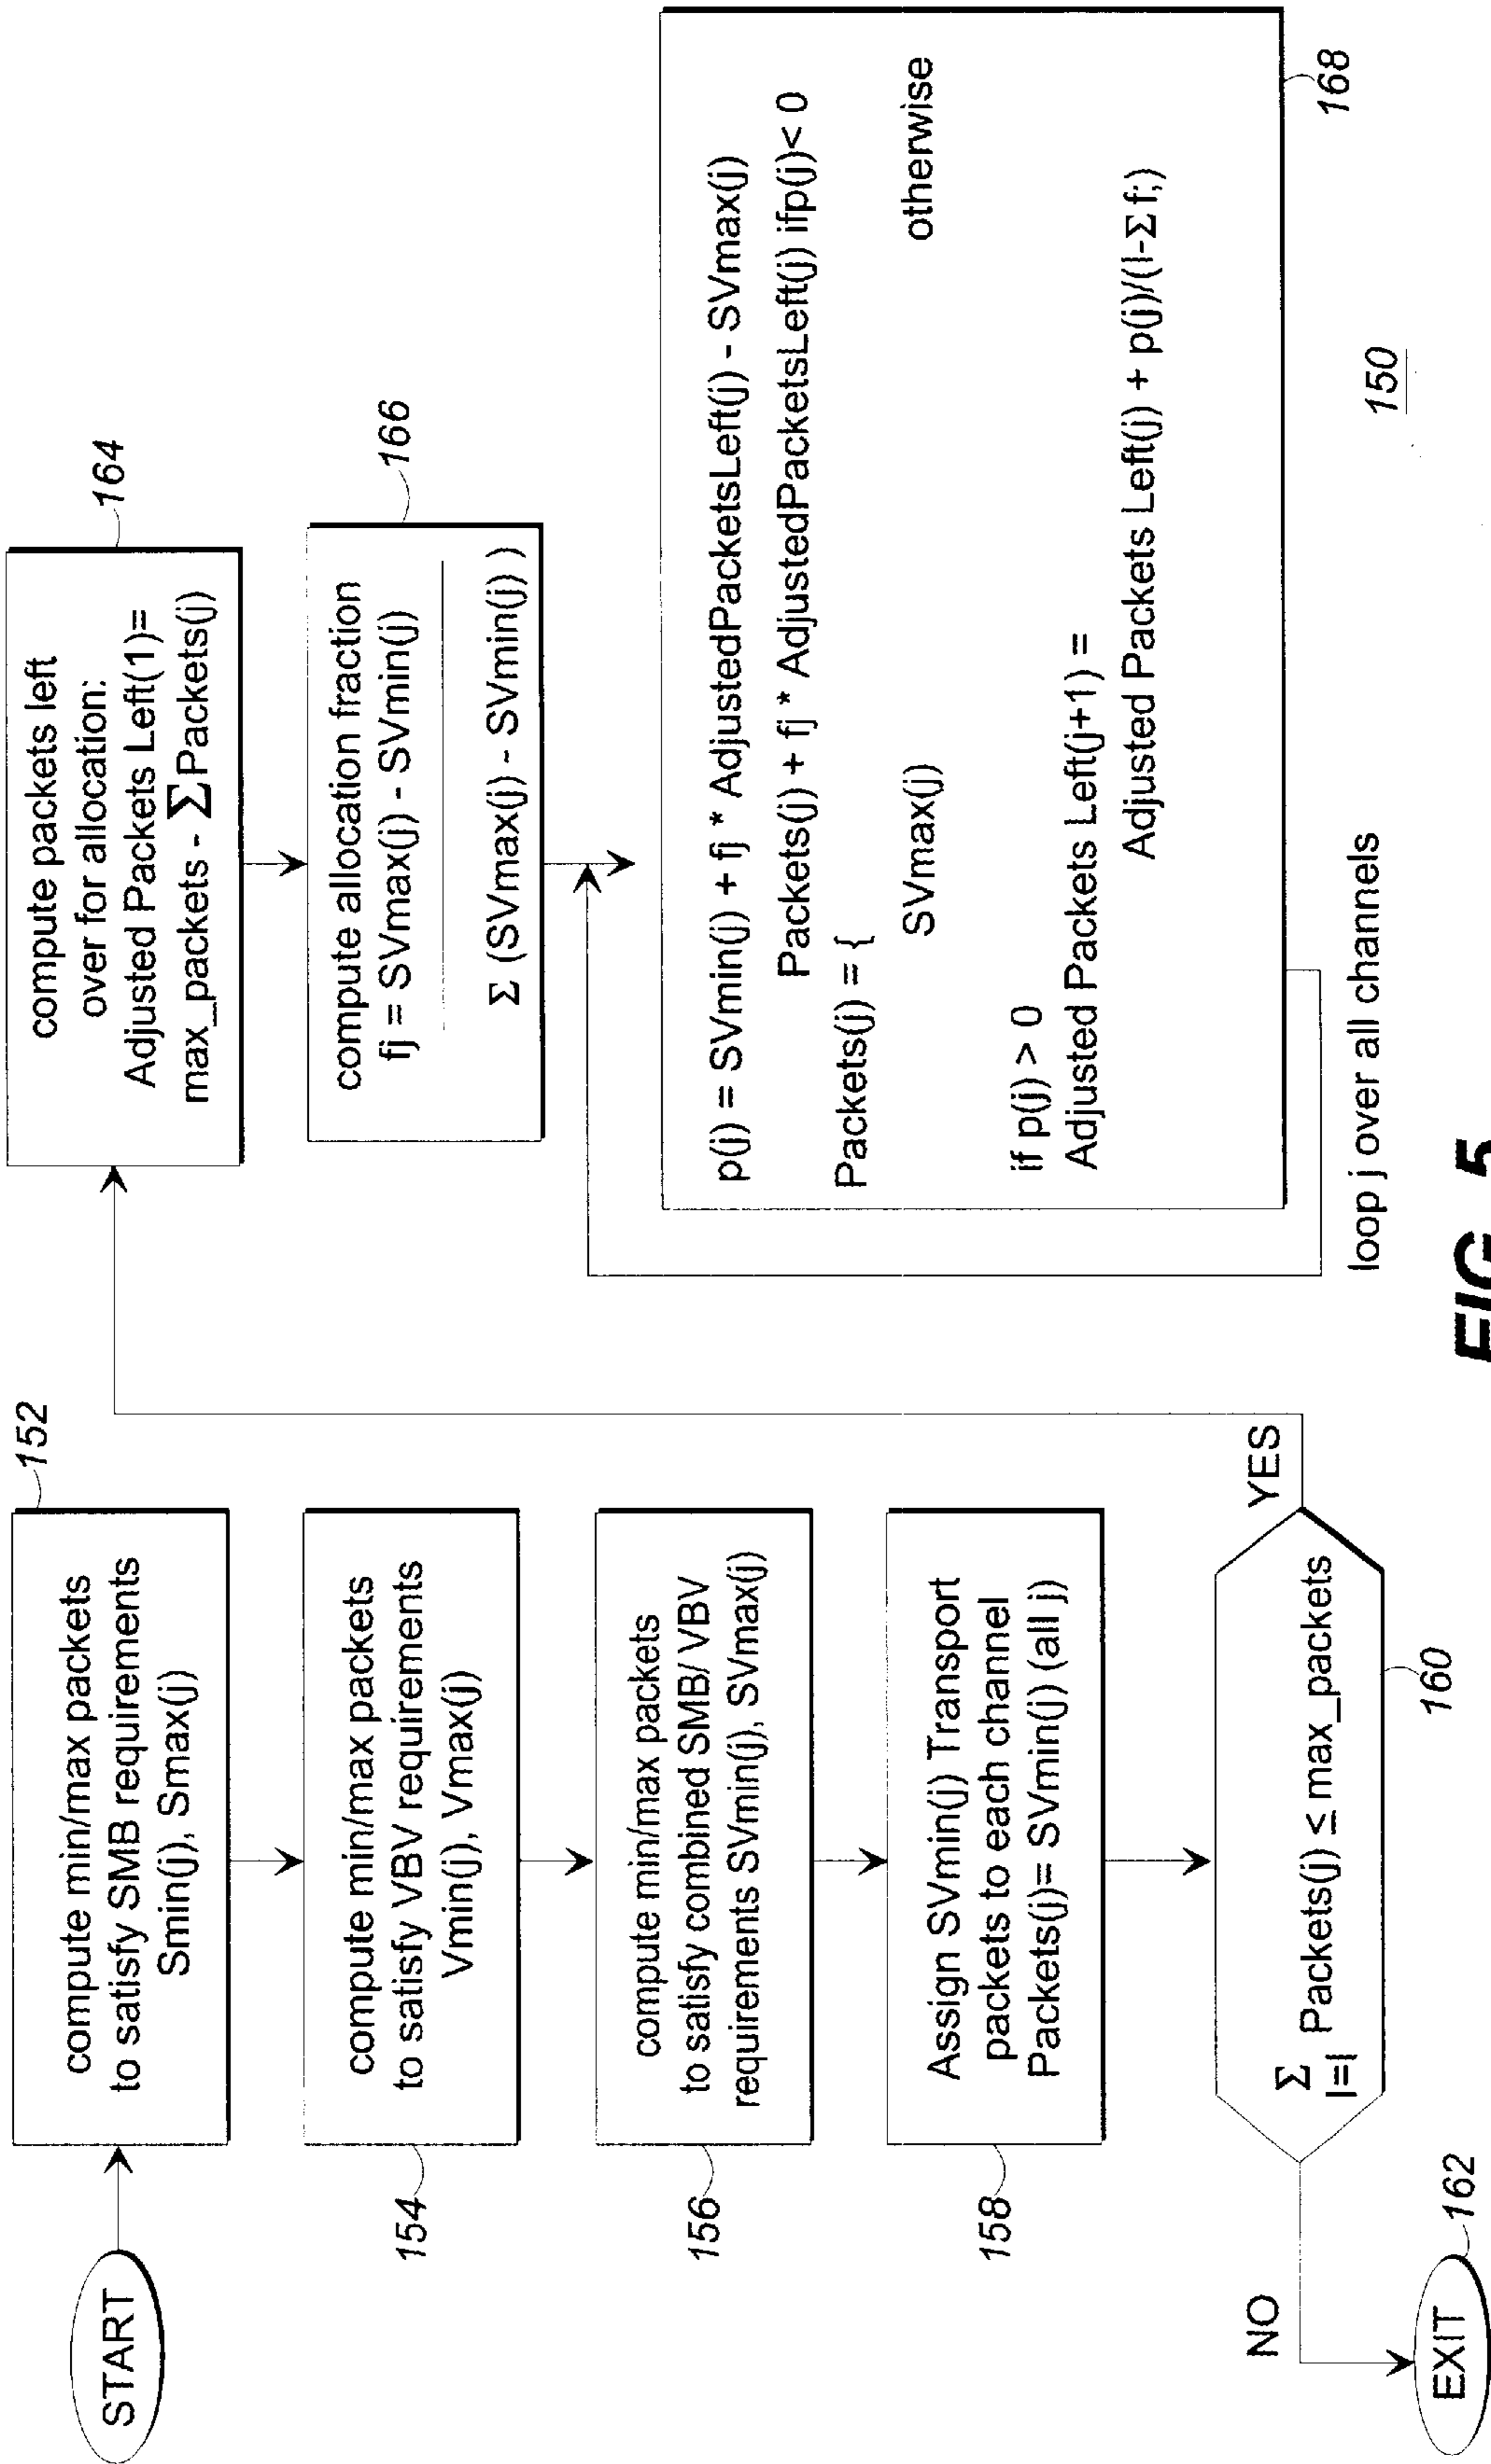 START
152
compute min/max packets
to satisfy SMB requirements
Smin(j), Smax(j)
154
compute min/max packets
to satisfy VBV requirements
Vmin(j), Vmax(j)
156
compute min/max packets
to satisfy combined SMB/ VBV
requirements SVmin(j), SVmax(j)
158
Assign SVmin(j) Transport
packets to each channel
Packets(j)= SVmin(j) (all j)
Σ Packets(j) ≤ max_packets
I=I
160
NO
YES
EXIT
162
compute packets left
over for allocation:
Adjusted Packets Left(1)=
max_packets - ΣPackets(j)
164
compute allocation fraction
fj = SVmax(j) - SVmin(j)
Σ (SVmax(j) - SVmin(j) )
166
p(j) = SVmin(j) + fj * AdjustedPacketsLeft(j) - SVmax(j)
Packets(j) + fj * AdjustedPacketsLeft(j) ifp(j)< 0
Packets(j) = {
SVmax(j) otherwise
if p(j) > 0
Adjusted Packets Left(j+1) =
Adjusted Packets Left(j) + p(j)/(I-Σ f;)
168
loop j over all channels
150
FIG. 5